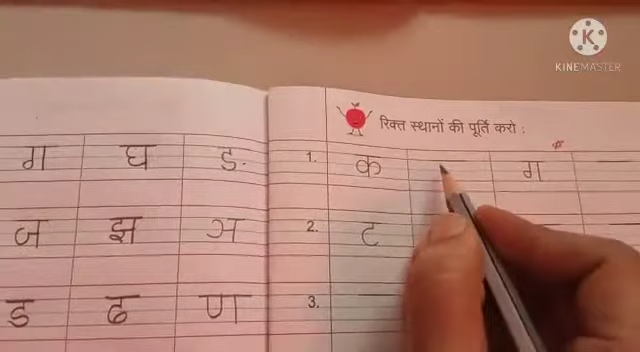 KINEMASTER
रिक्त स्थानों की पूर्ति करो :
ग घ ङ
1. क ग
ज झ ञ
2. ट
ड ढ ण
3.